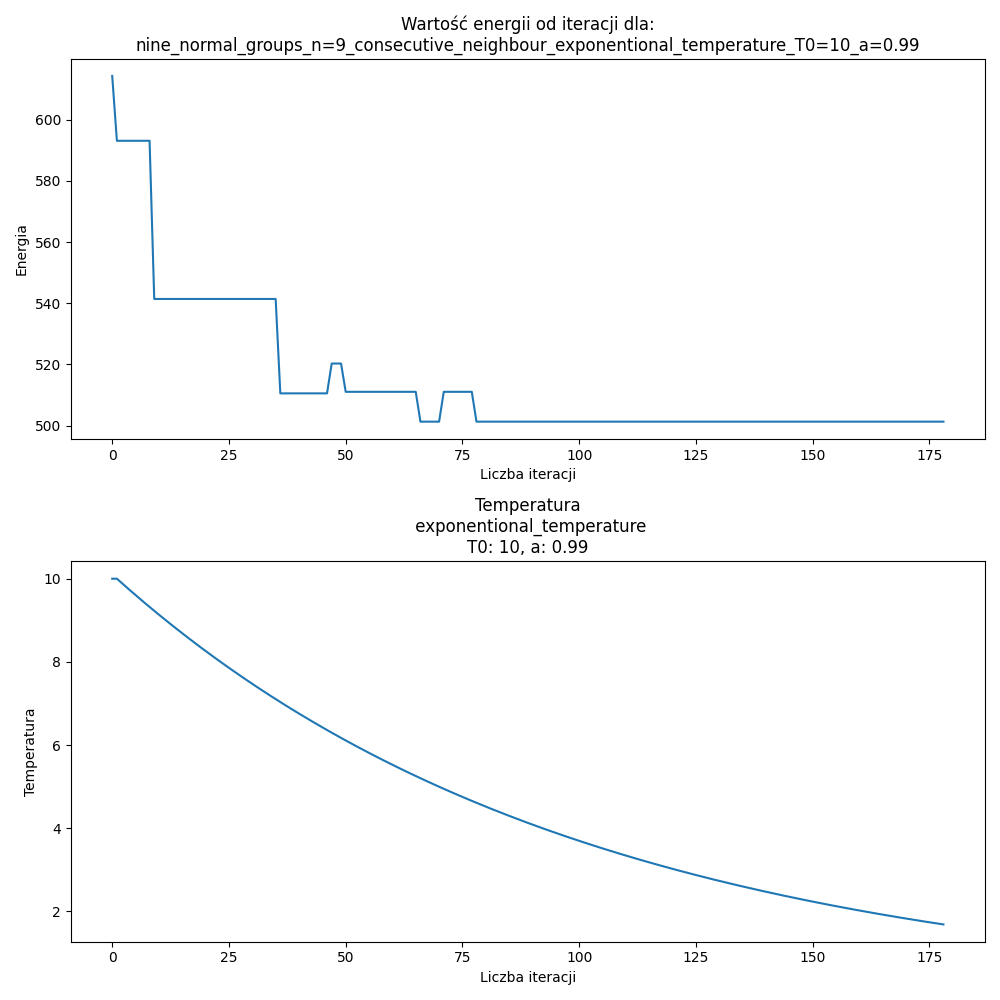 Wartość energii od iteracji dla:
nine_normal_groups_n=9_consecutive_neighbour_exponentional_temperature_T0=10_a=0.99
600
580
560
540
520
500
Energia
0 25 50 75 100 125 150 175
Liczba iteracji
Temperatura
exponentional_temperature
T0: 10, a: 0.99
10
8
6
4
2
Temperatura
0 25 50 75 100 125 150 175
Liczba iteracji